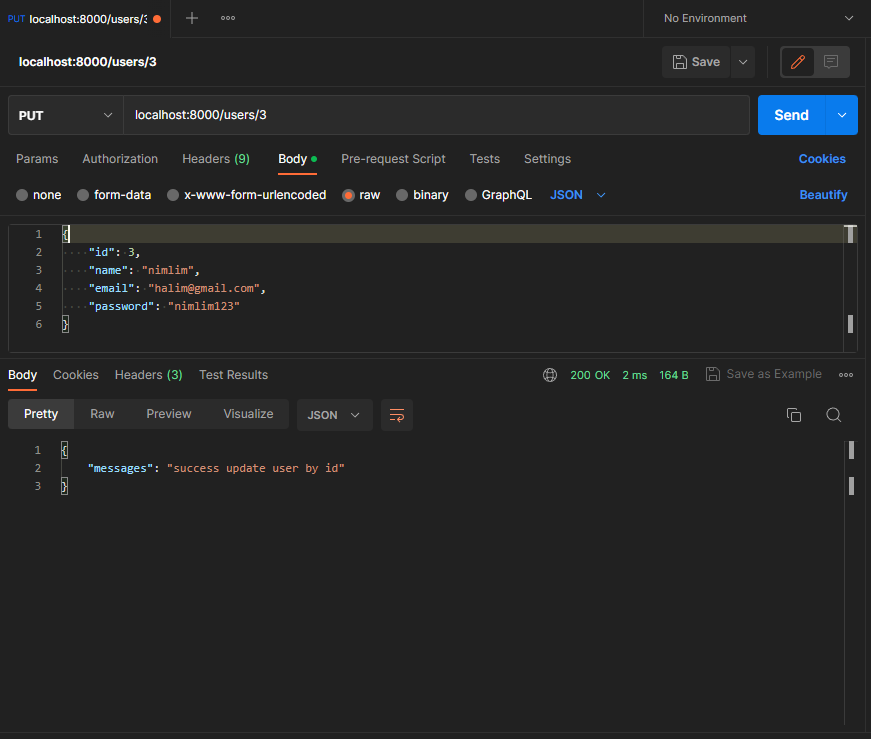 PUT localhost:8000/users/3
No Environment
localhost:8000/users/3
Save
PUT localhost:8000/users/3 Send
Params Authorization Headers (9) Body Pre-request Script Tests Settings Cookies
none form-data x-www-form-urlencoded raw binary GraphQL JSON Beautify
1 {
2 "id": 3,
3 "name": "nimlim",
4 "email": "halim@gmail.com",
5 "password": "nimlim123"
6 }
Body Cookies Headers (3) Test Results 200 OK 2 ms 164 B Save as Example
Pretty Raw Preview Visualize JSON
1 {
2 "messages": "success update user by id"
3 }